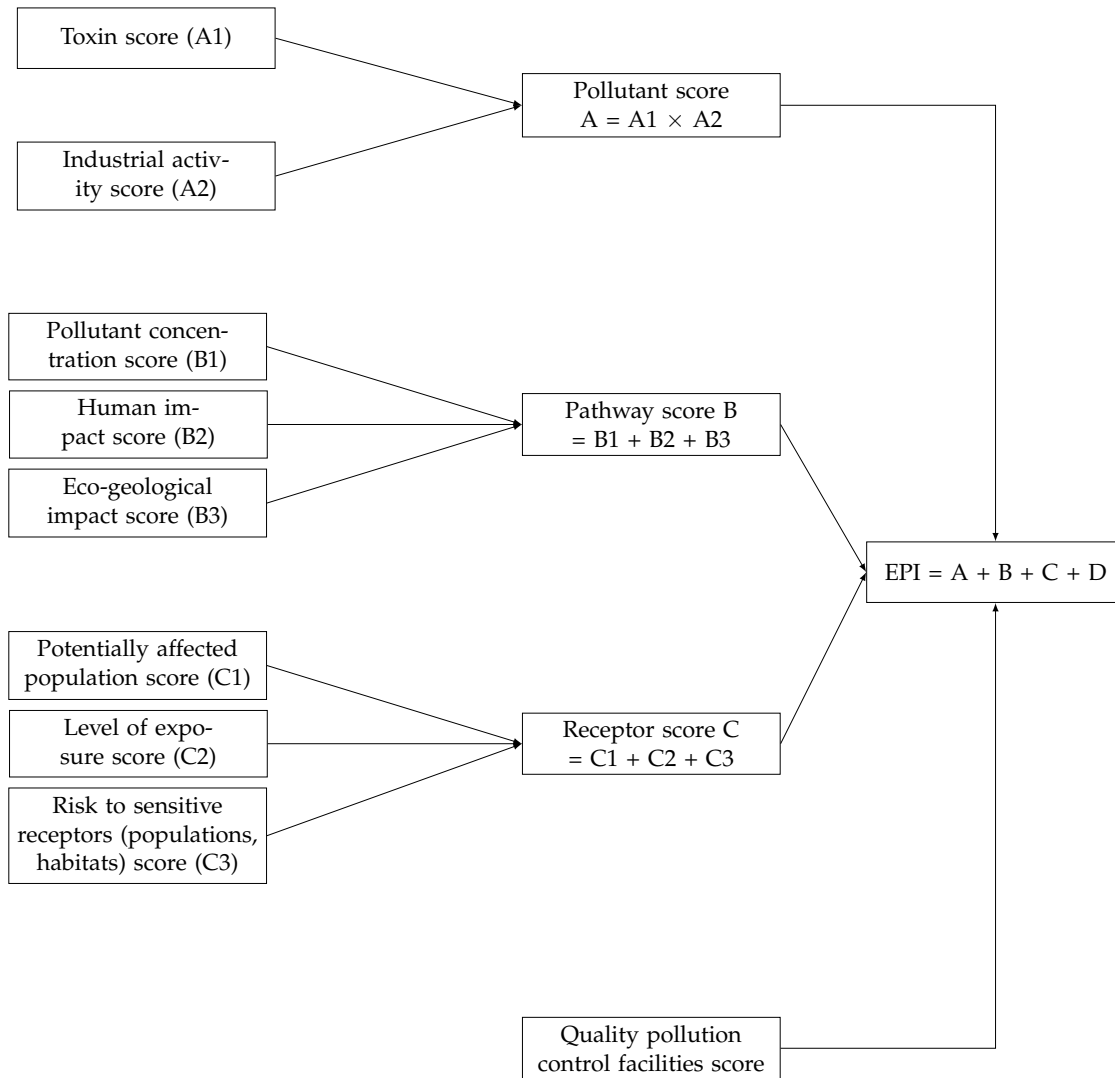 Toxin score (A1)
Industrial activ-
ity score (A2)
Pollutant score
A = A1 × A2
Pollutant concen-
tration score (B1)
Human im-
pact score (B2)
Eco-geological
impact score (B3)
Pathway score B
= B1 + B2 + B3
EPI = A + B + C + D
Potentially affected
population score (C1)
Level of expo-
sure score (C2)
Risk to sensitive
receptors (populations,
habitats) score (C3)
Receptor score C
= C1 + C2 + C3
Quality pollution
control facilities score